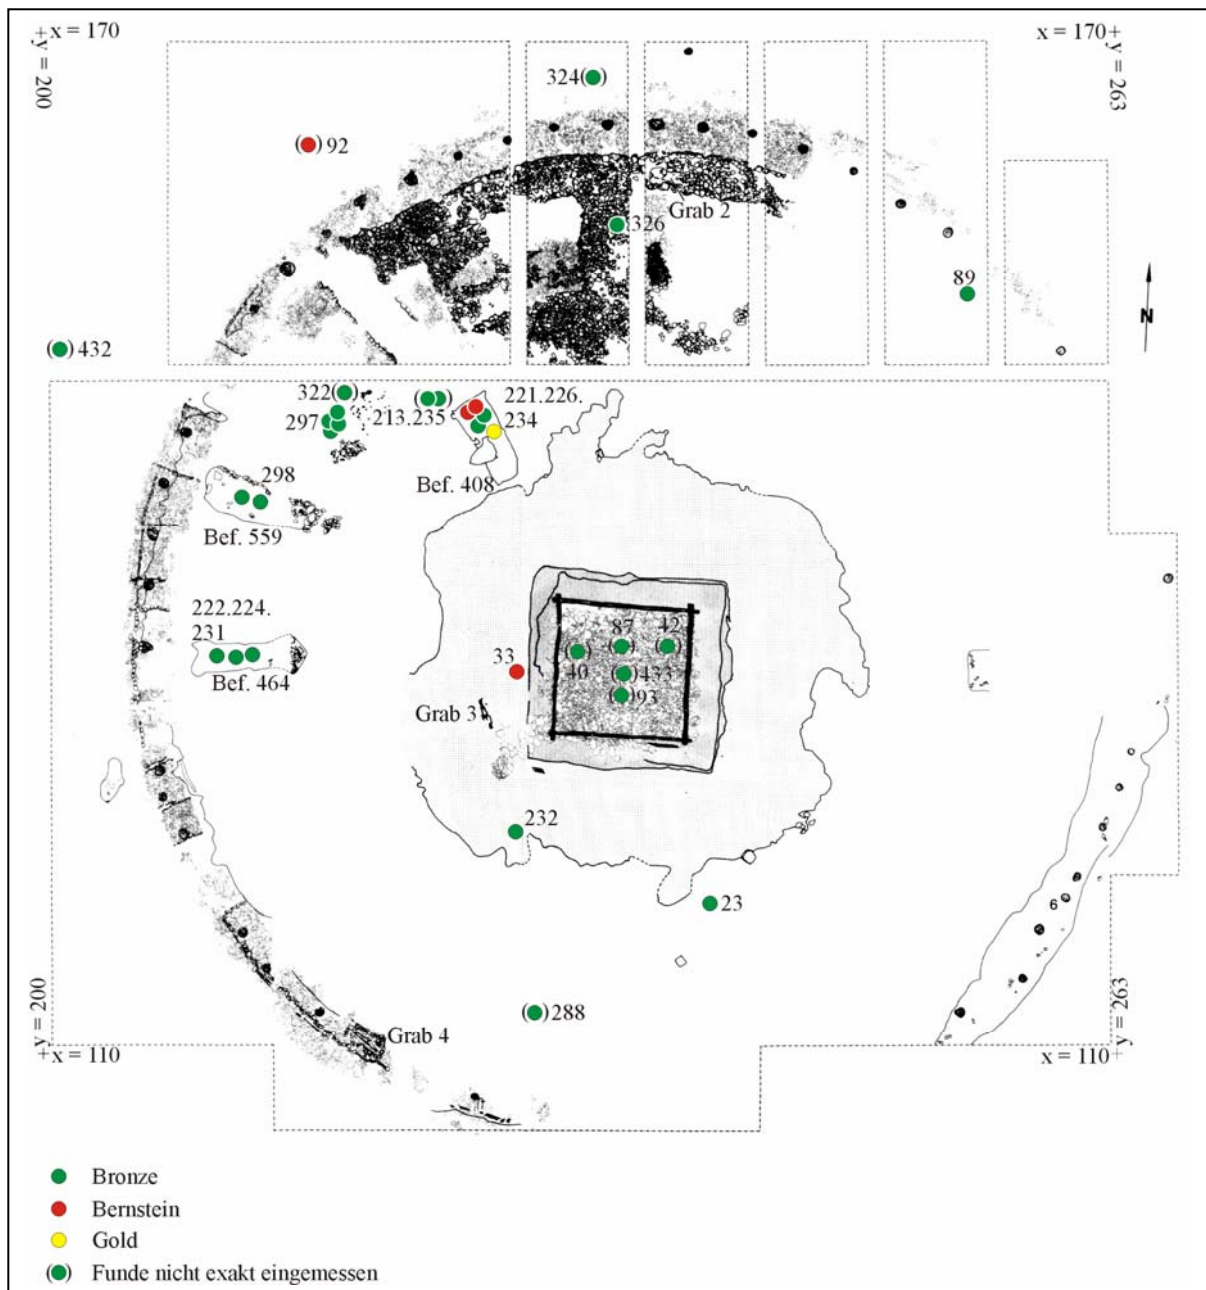 x = 170
y = 200
x = 170
y = 263
324
92
Grab 2
326
89
N
432
322
297
213.235
221.226.
234
Bef. 408
298
Bef. 559
222.224.
231
Bef. 464
87
42
40
433
93
33
Grab 3
232
23
6
288
Grab 4
y = 200
x = 110
y = 263
x = 110
Bronze
Bernstein
Gold
Funde nicht exakt eingemessen